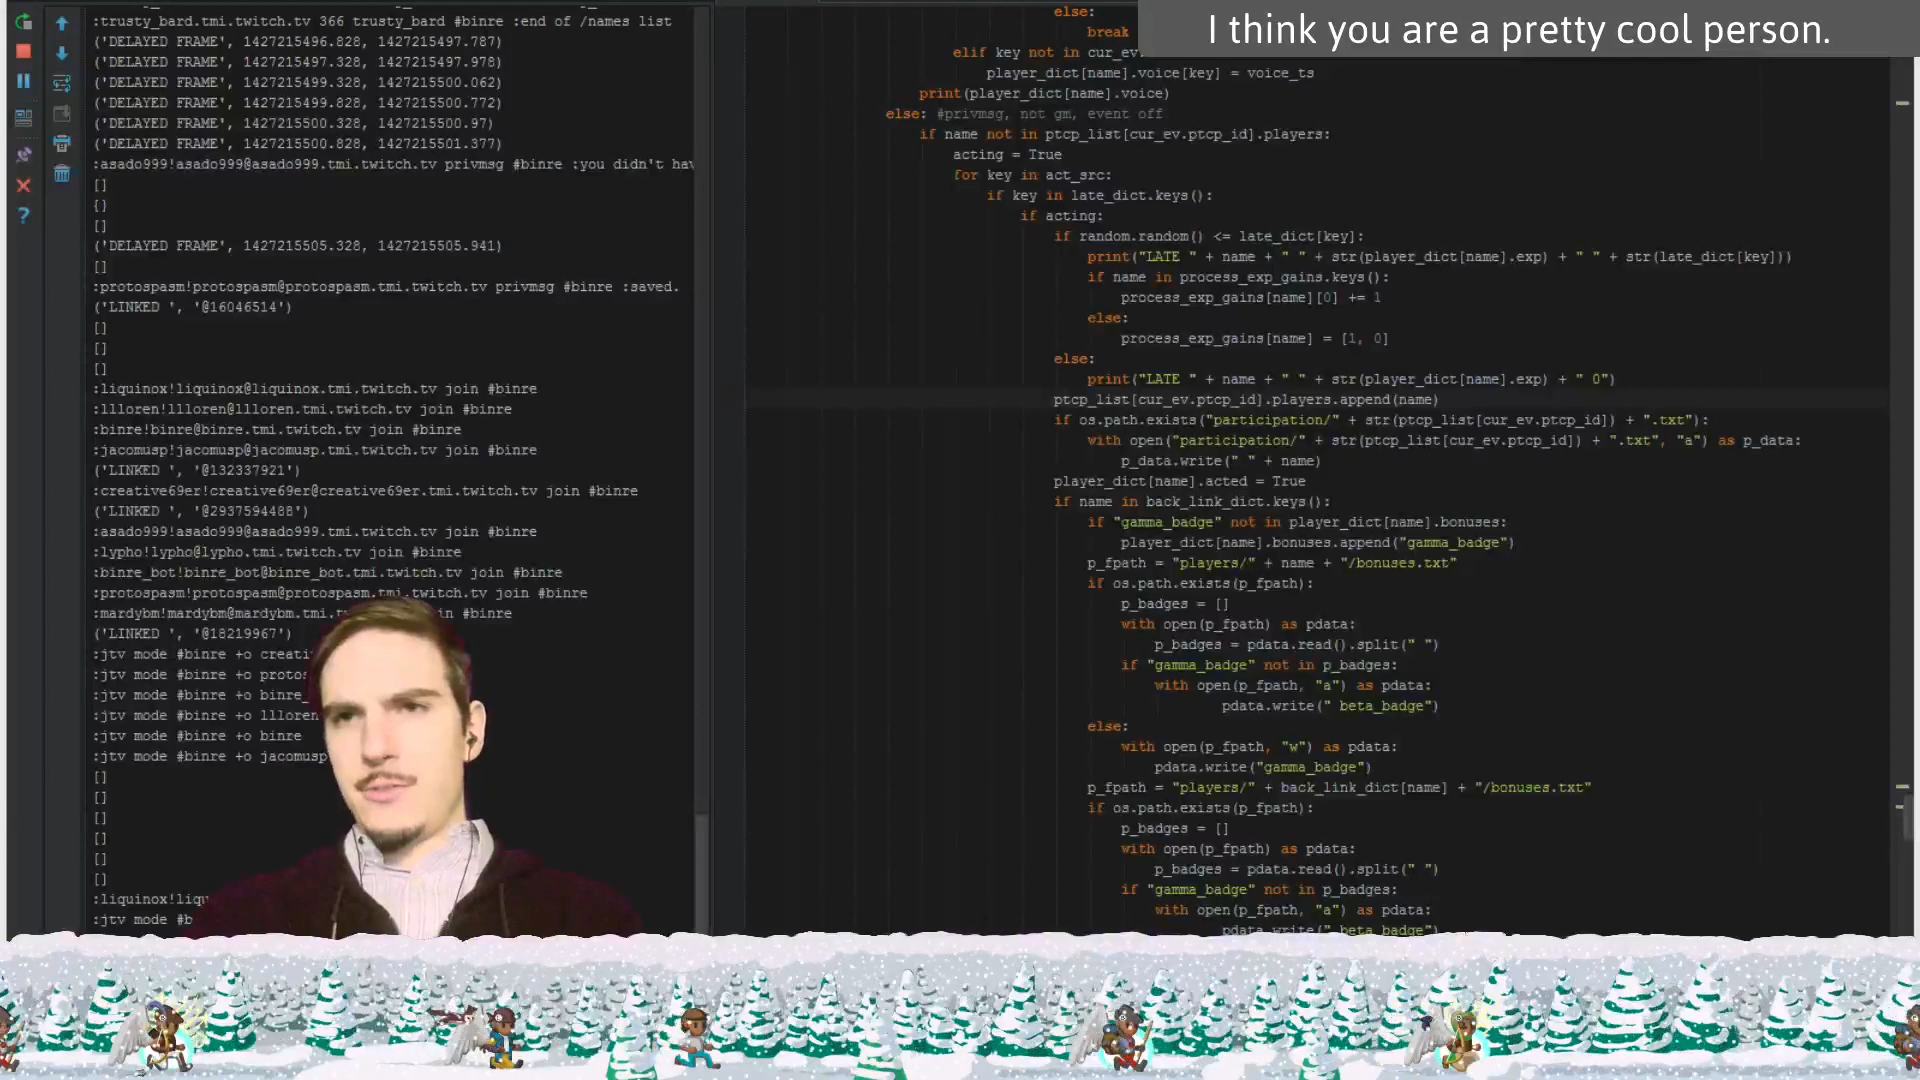 :trusty_bard.tmi.twitch.tv 366 trusty_bard #binre :end of /names list
('DELAYED FRAME', 1427215496.828, 1427215497.787)
('DELAYED FRAME', 1427215497.328, 1427215497.978)
('DELAYED FRAME', 1427215499.328, 1427215500.062)
('DELAYED FRAME', 1427215499.828, 1427215500.772)
('DELAYED FRAME', 1427215500.328, 1427215500.97)
('DELAYED FRAME', 1427215500.828, 1427215501.377)
:asado999!asado999@asado999.tmi.twitch.tv privmsg #binre :you didn't hav
[]
{}
[]
('DELAYED FRAME', 1427215505.328, 1427215505.941)
[]
:protospasm!protospasm@protospasm.tmi.twitch.tv privmsg #binre :saved.
('LINKED ', '@16046514')
[]
[]
[]
:liquinox!liquinox@liquinox.tmi.twitch.tv join #binre
:llloren!llloren@llloren.tmi.twitch.tv join #binre
:binre!binre@binre.tmi.twitch.tv join #binre
:jacomusp!jacomusp@jacomusp.tmi.twitch.tv join #binre
('LINKED ', '@132337921')
:creative69er!creative69er@creative69er.tmi.twitch.tv join #binre
('LINKED ', '@2937594488')
:asado999!asado999@asado999.tmi.twitch.tv join #binre
:lypho!lypho@lypho.tmi.twitch.tv join #binre
:binre_bot!binre_bot@binre_bot.tmi.twitch.tv join #binre
:protospasm!protospasm@protospasm.tmi.twitch.tv join #binre
:mardybm!mardybm@mardybm.tmi.t in #binre
('LINKED ', '@18219967')
:jtv mode #binre +o creati
:jtv mode #binre +o protos
:jtv mode #binre +o binre_
:jtv mode #binre +o llloren
:jtv mode #binre +o binre
:jtv mode #binre +o jacomusp
[]
[]
[]
[]
[]
[]
:liquinox!liqu
:jtv mode #b
I think you are a pretty cool person.
else:
break
elif key not in cur_ev.
player_dict[name].voice[key] = voice_ts
print(player_dict[name].voice)
else: #privmsg, not gm, event off
if name not in ptcp_list[cur_ev.ptcp_id].players:
acting = True
for key in act_src:
if key in late_dict.keys():
if acting:
if random.random() <= late_dict[key]:
print("LATE " + name + " " + str(player_dict[name].exp) + " " + str(late_dict[key]))
if name in process_exp_gains.keys():
process_exp_gains[name][0] += 1
else:
process_exp_gains[name] = [1, 0]
else:
print("LATE " + name + " " + str(player_dict[name].exp) + " 0")
ptcp_list[cur_ev.ptcp_id].players.append(name)
if os.path.exists("participation/" + str(ptcp_list[cur_ev.ptcp_id]) + ".txt"):
with open("participation/" + str(ptcp_list[cur_ev.ptcp_id]) + ".txt", "a") as p_data:
p_data.write(" " + name)
player_dict[name].acted = True
if name in back_link_dict.keys():
if "gamma_badge" not in player_dict[name].bonuses:
player_dict[name].bonuses.append("gamma_badge")
p_fpath = "players/" + name + "/bonuses.txt"
if os.path.exists(p_fpath):
p_badges = []
with open(p_fpath) as pdata:
p_badges = pdata.read().split(" ")
if "gamma_badge" not in p_badges:
with open(p_fpath, "a") as pdata:
pdata.write(" beta_badge")
else:
with open(p_fpath, "w") as pdata:
pdata.write("gamma_badge")
p_fpath = "players/" + back_link_dict[name] + "/bonuses.txt"
if os.path.exists(p_fpath):
p_badges = []
with open(p_fpath) as pdata:
p_badges = pdata.read().split(" ")
if "gamma_badge" not in p_badges:
with open(p_fpath, "a") as pdata:
pdata.write(" beta_badge")